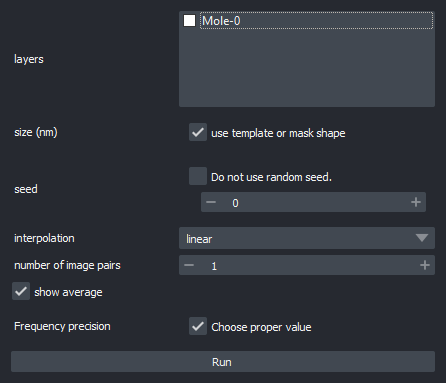 Mole-0
layers
size (nm)
use template or mask shape
Do not use random seed.
seed
0
interpolation
linear
number of image pairs
1
show average
Frequency precision
Choose proper value
Run